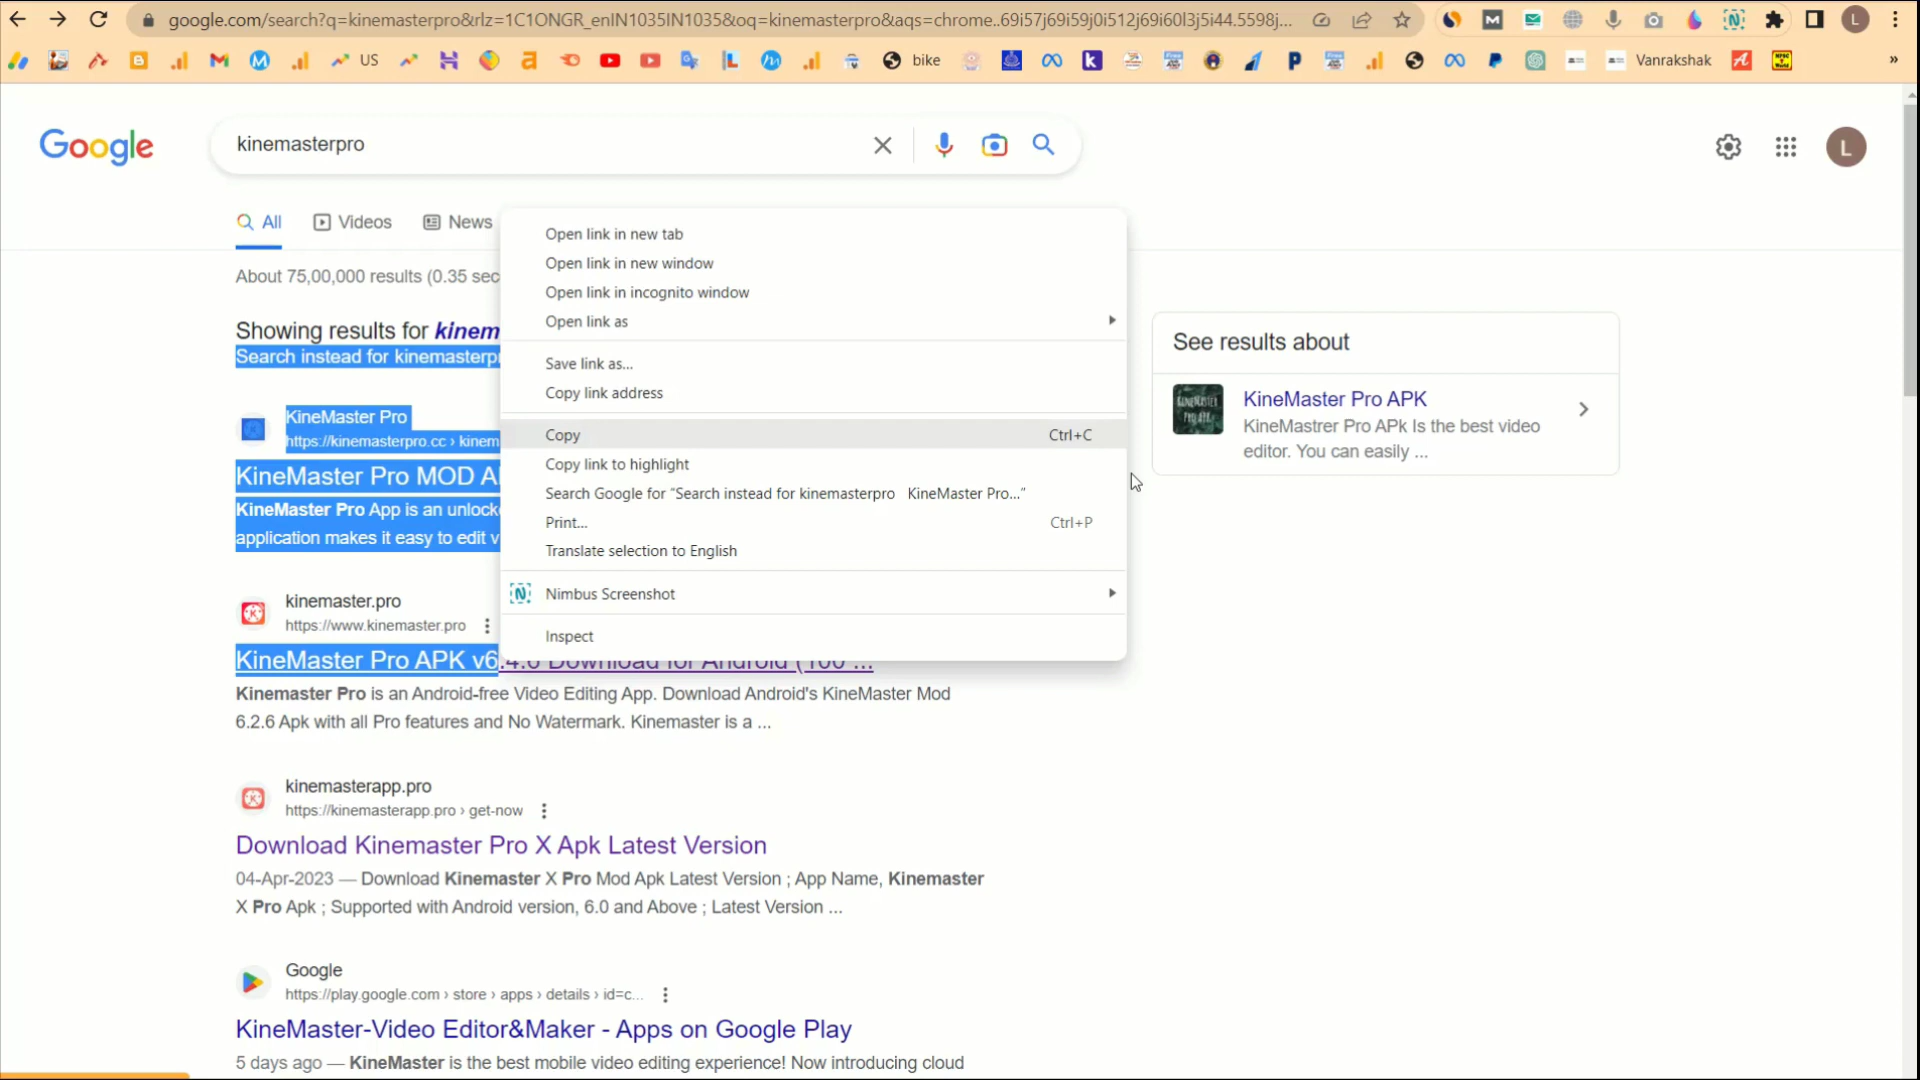 google.com/search?q=kinemasterpro&rlz=1C1ONGR_enIN1035IN1035&oq=kinemasterpro&aqs=chrome..69i57j69i59j0i512j69i60l3j5i44.5598j...
L
US
bike
Vanrakshak
Google
kinemasterpro
L
All
Videos
News
About 75,00,000 results (0.35 sec
Showing results for kinem
Search instead for kinemasterpr
KineMaster Pro
https://kinemasterpro.cc › kinem
KineMaster Pro MOD A
KineMaster Pro App is an unlock
application makes it easy to edit v
Open link in new tab
Open link in new window
Open link in incognito window
Open link as
Save link as...
Copy link address
Copy Ctrl+C
Copy link to highlight
Search Google for “Search instead for kinemasterpro KineMaster Pro...”
Print... Ctrl+P
Translate selection to English
Nimbus Screenshot
Inspect
See results about
KineMaster Pro APK
KineMastrer Pro APk Is the best video
editor. You can easily ...
kinemaster.pro
https://www.kinemaster.pro
KineMaster Pro APK v6.4.6 Download for Android (100 ...
Kinemaster Pro is an Android-free Video Editing App. Download Android's KineMaster Mod
6.2.6 Apk with all Pro features and No Watermark. Kinemaster is a ...
kinemasterapp.pro
https://kinemasterapp.pro › get-now
Download Kinemaster Pro X Apk Latest Version
04-Apr-2023 — Download Kinemaster X Pro Mod Apk Latest Version ; App Name, Kinemaster
X Pro Apk ; Supported with Android version, 6.0 and Above ; Latest Version ...
Google
https://play.google.com › store › apps › details › id=c...
KineMaster-Video Editor&Maker - Apps on Google Play
5 days ago — KineMaster is the best mobile video editing experience! Now introducing cloud